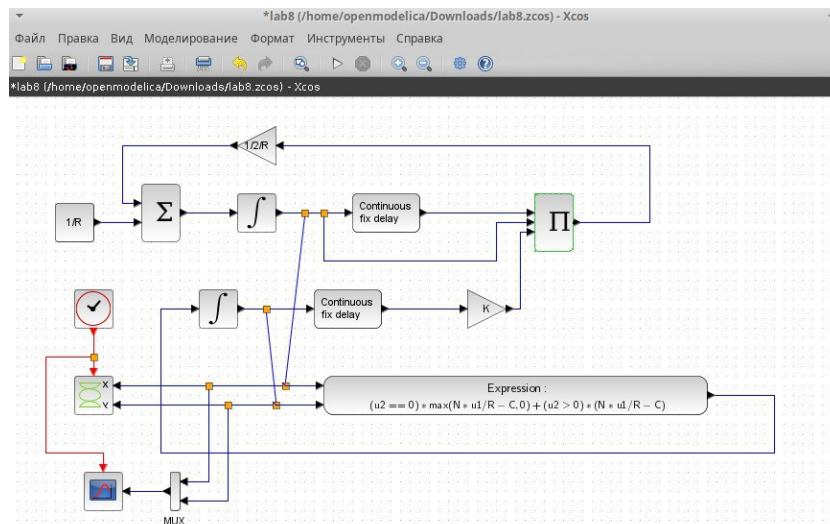 *lab8 (/home/openmodelica/Downloads/lab8.zcos) - Xcos
Файл Правка Вид Моделирование Формат Инструменты Справка
*lab8 (/home/openmodelica/Downloads/lab8.zcos) - Xcos
1/2/R
1/R
Σ
∫
Continuous
fix delay
Π
∫
Continuous
fix delay
K
X
Y
Expression :
(u2 == 0) * max(N * u1/R − C, 0) + (u2 > 0) * (N * u1/R − C)
MUX